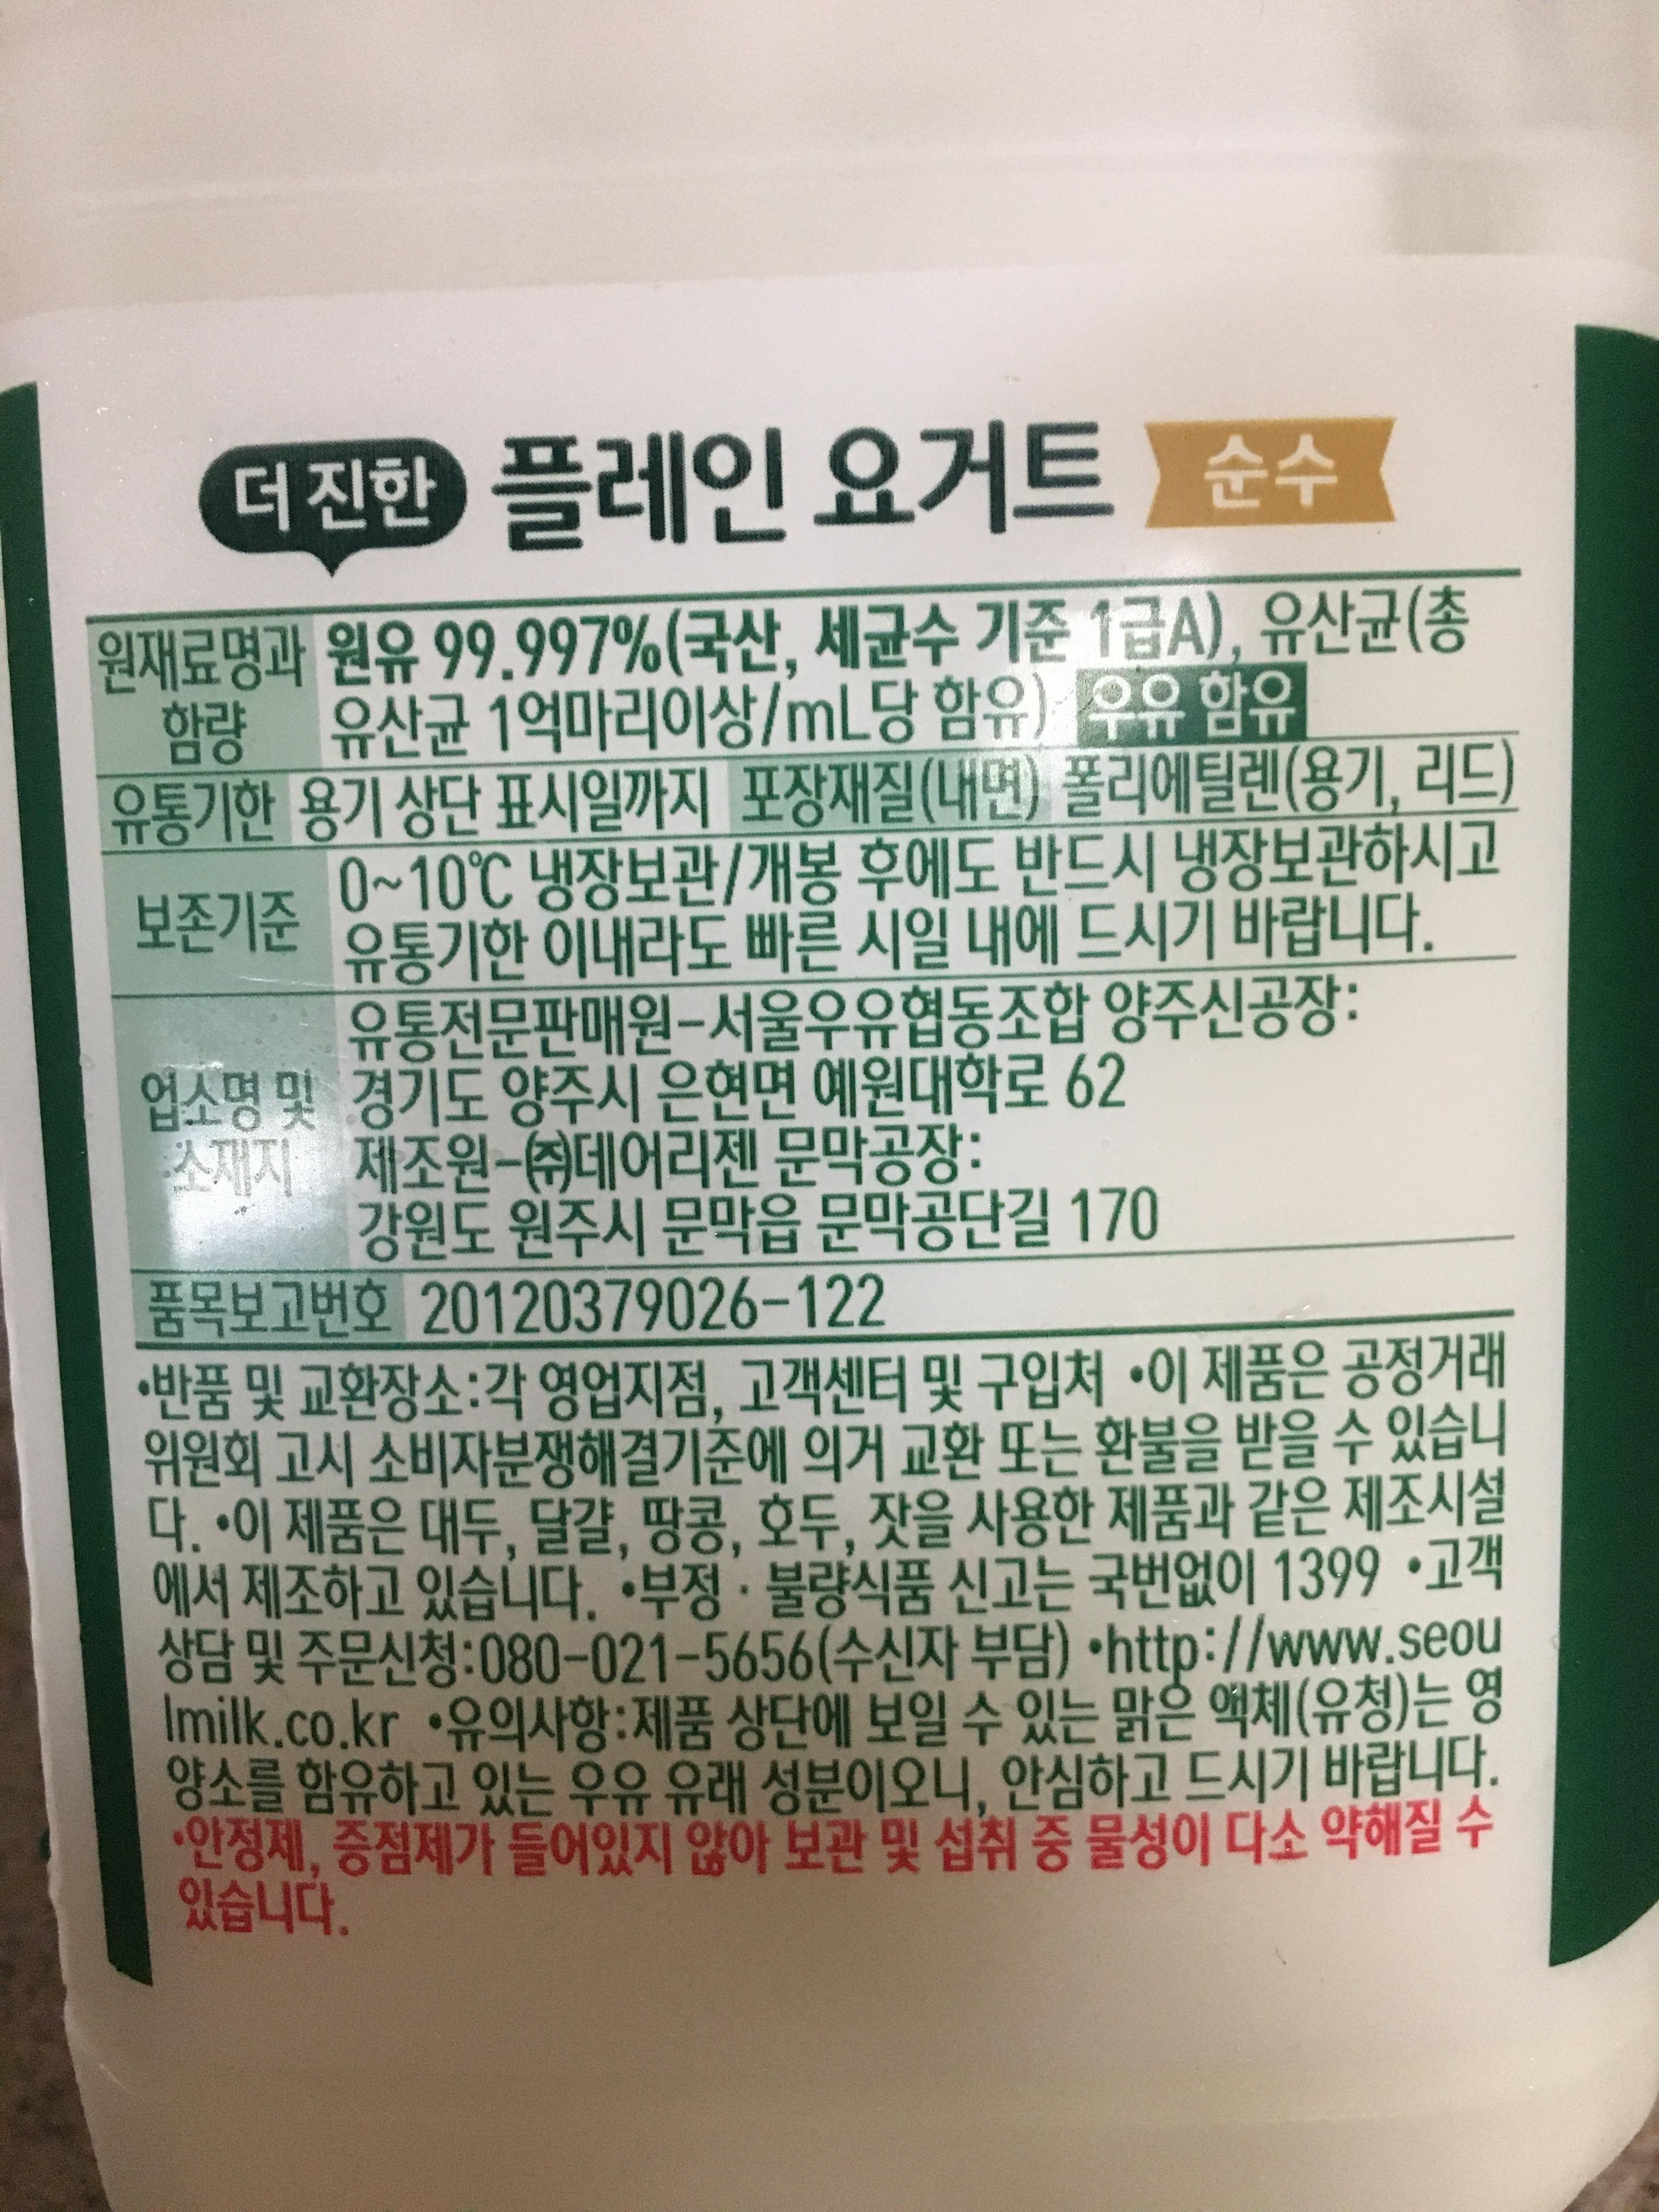 더 진한 플레인 요거트 순수
원재료명과 원유 99.997%(국산, 세균수 기준 1급A), 유산균(총
함량 유산균 1억마리이상/mL당 함유) 우유 함유
유통기한 용기 상단 표시일까지 포장재질(내면) 폴리에틸렌(용기, 리드)
보존기준 0~10℃ 냉장보관/개봉 후에도 반드시 냉장보관하시고
유통기한 이내라도 빠른 시일 내에 드시기 바랍니다.
업소명 및 소재지 유통전문판매원-서울우유협동조합 양주신공장:
경기도 양주시 은현면 예원대학로 62
제조원-㈜데어리젠 문막공장:
강원도 원주시 문막읍 문막공단길 170
품목보고번호 20120379026-122
•반품 및 교환장소:각 영업지점, 고객센터 및 구입처 •이 제품은 공정거래
위원회 고시 소비자분쟁해결기준에 의거 교환 또는 환불을 받을 수 있습니
다. •이 제품은 대두, 달걀, 땅콩, 호두, 잣을 사용한 제품과 같은 제조시설
에서 제조하고 있습니다. •부정 · 불량식품 신고는 국번없이 1399 •고객
상담 및 주문신청:080-021-5656(수신자 부담) •http://www.seou
lmilk.co.kr •유의사항:제품 상단에 보일 수 있는 맑은 액체(유청)는 영
양소를 함유하고 있는 우유 유래 성분이오니, 안심하고 드시기 바랍니다.
•안정제, 증점제가 들어있지 않아 보관 및 섭취 중 물성이 다소 약해질 수
있습니다.